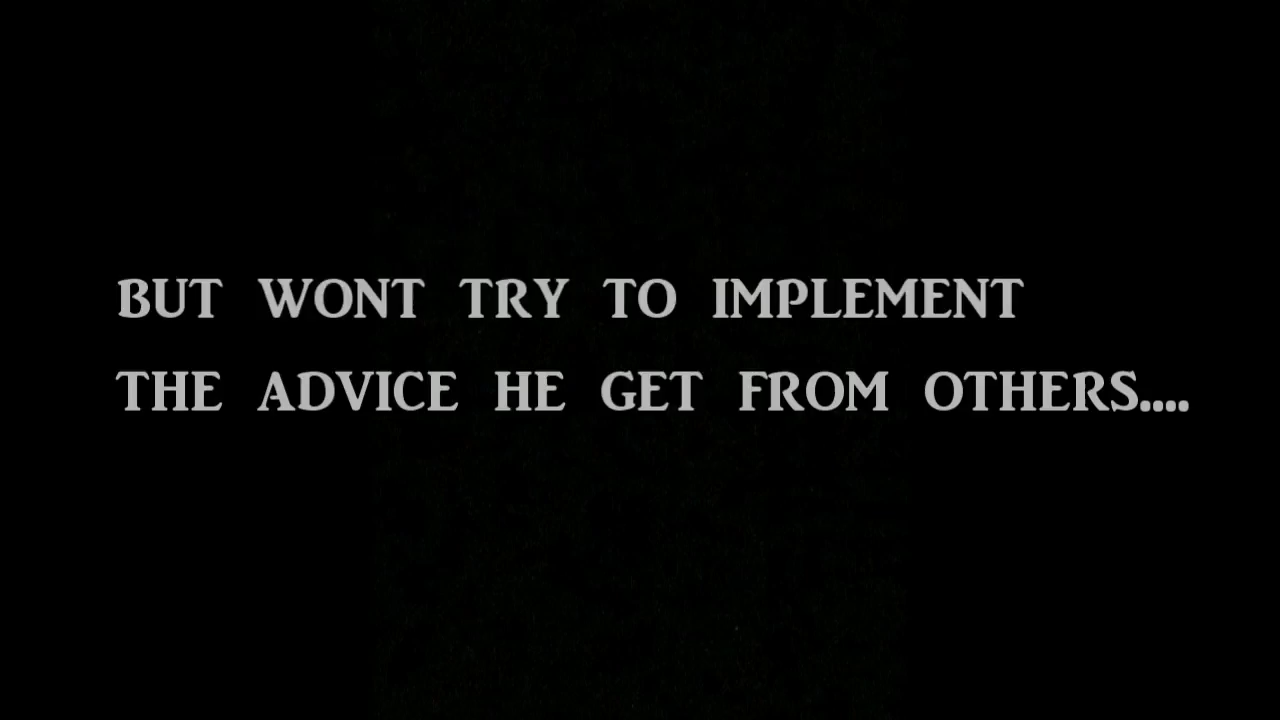 BUT WONT TRY TO IMPLEMENT
THE ADVICE HE GET FROM OTHERS....